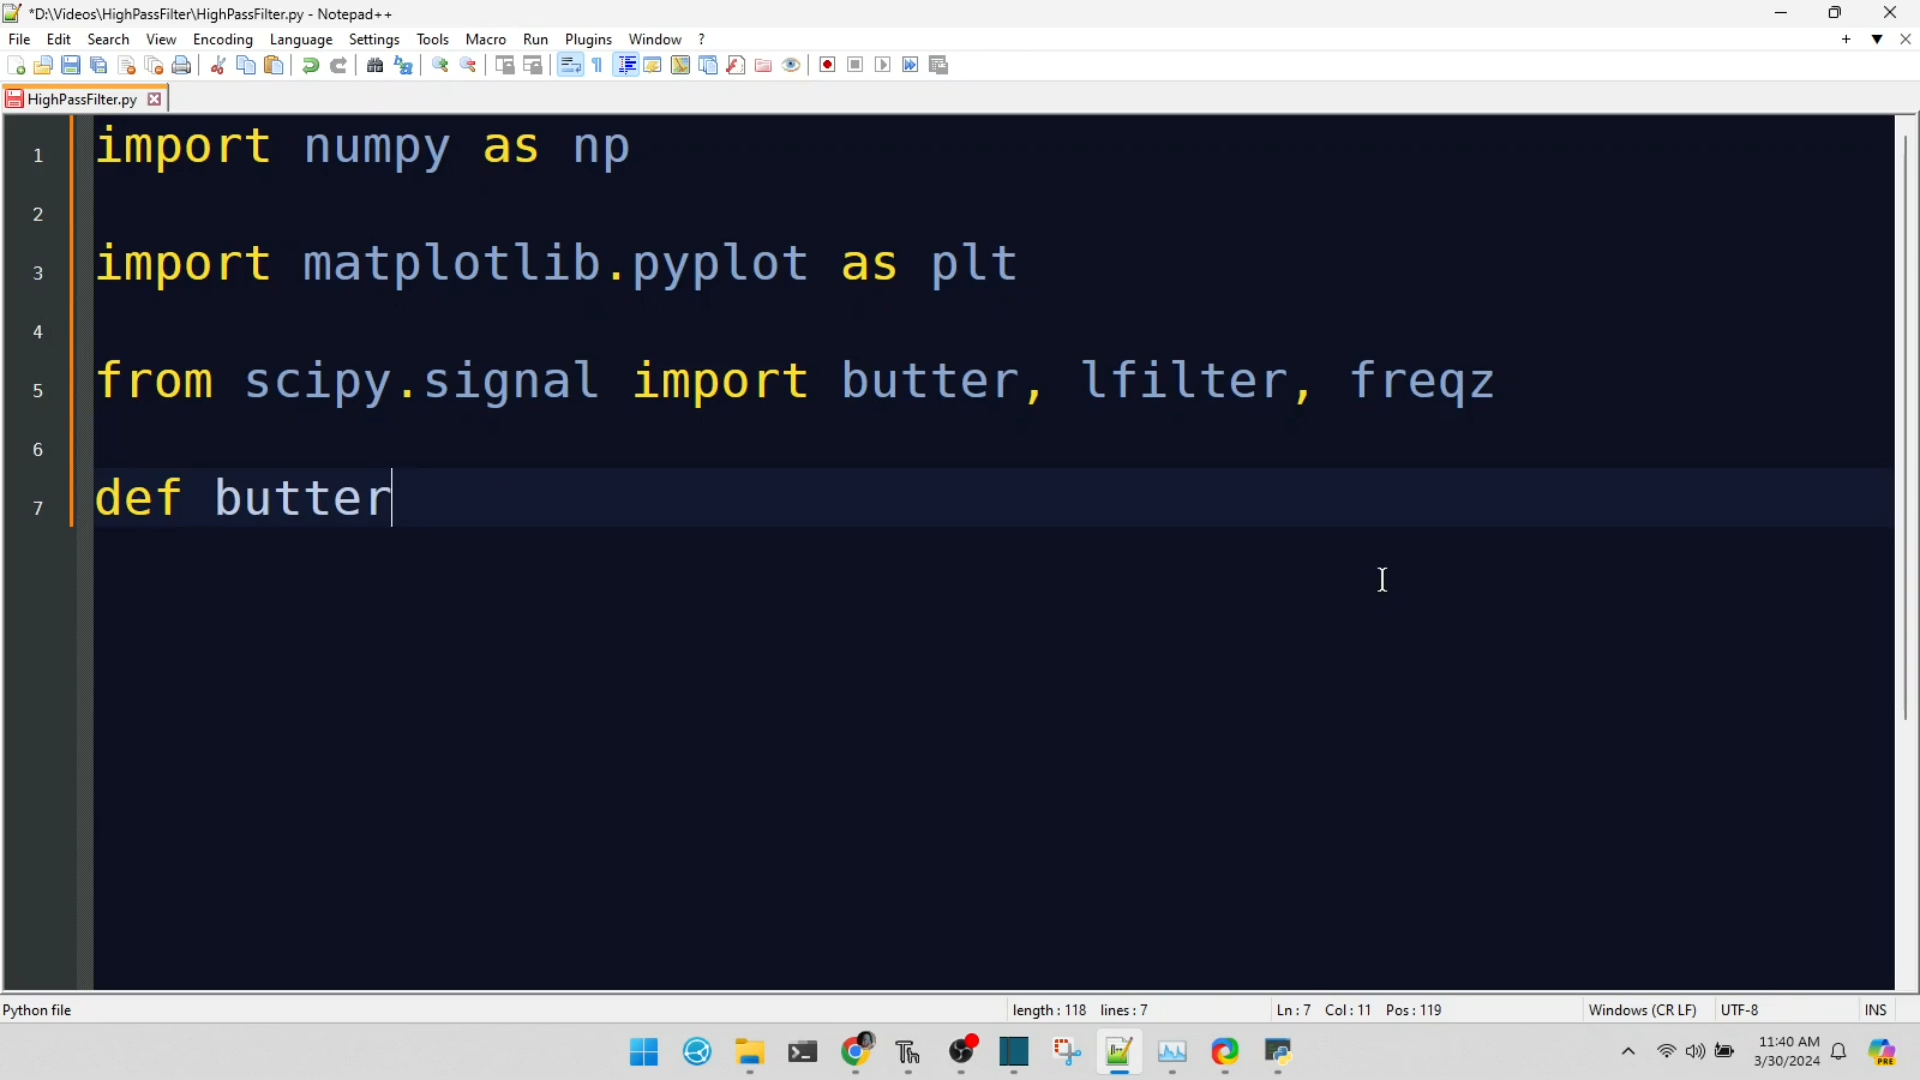 *D:\Videos\HighPassFilter\HighPassFilter.py - Notepad++
File Edit Search View Encoding Language Settings Tools Macro Run Plugins Window ?
HighPassFilter.py
1 import numpy as np
2
3 import matplotlib.pyplot as plt
4
5 from scipy.signal import butter, lfilter, freqz
6
7 def butter
Python file length : 118 lines : 7 Ln : 7 Col : 11 Pos : 119 Windows (CR LF) UTF-8 INS
11:40 AM
3/30/2024
PRE